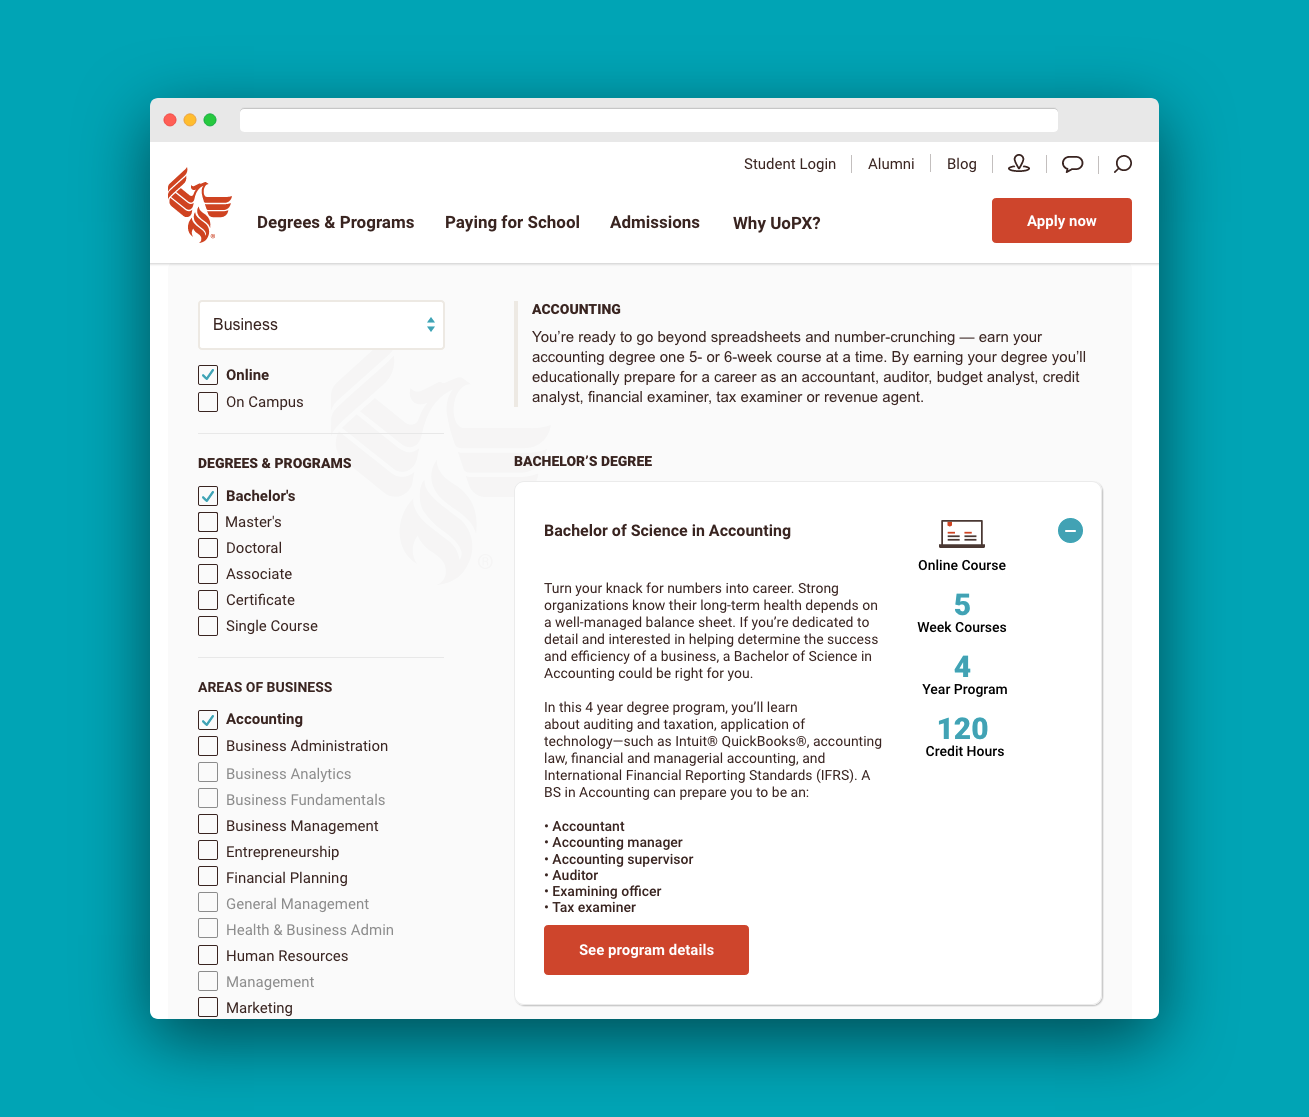 Student Login
Alumni
Blog
Degrees & Programs
Paying for School
Admissions
Why UoPX?
Apply now
®
Business
Online
On Campus
DEGREES & PROGRAMS
Bachelor's
Master's
Doctoral
Associate
Certificate
Single Course
AREAS OF BUSINESS
Accounting
Business Administration
Business Analytics
Business Fundamentals
Business Management
Entrepreneurship
Financial Planning
General Management
Health & Business Admin
Human Resources
Management
Marketing
®
ACCOUNTING
You’re ready to go beyond spreadsheets and number-crunching — earn your
accounting degree one 5- or 6-week course at a time. By earning your degree you’ll
educationally prepare for a career as an accountant, auditor, budget analyst, credit
analyst, financial examiner, tax examiner or revenue agent.
BACHELOR’S DEGREE
Bachelor of Science in Accounting
Turn your knack for numbers into career. Strong
organizations know their long-term health depends on
a well-managed balance sheet. If you’re dedicated to
detail and interested in helping determine the success
and efficiency of a business, a Bachelor of Science in
Accounting could be right for you.
In this 4 year degree program, you’ll learn
about auditing and taxation, application of
technology—such as Intuit® QuickBooks®, accounting
law, financial and managerial accounting, and
International Financial Reporting Standards (IFRS). A
BS in Accounting can prepare you to be an:
• Accountant
• Accounting manager
• Accounting supervisor
• Auditor
• Examining officer
• Tax examiner
See program details
Online Course
5
Week Courses
4
Year Program
120
Credit Hours